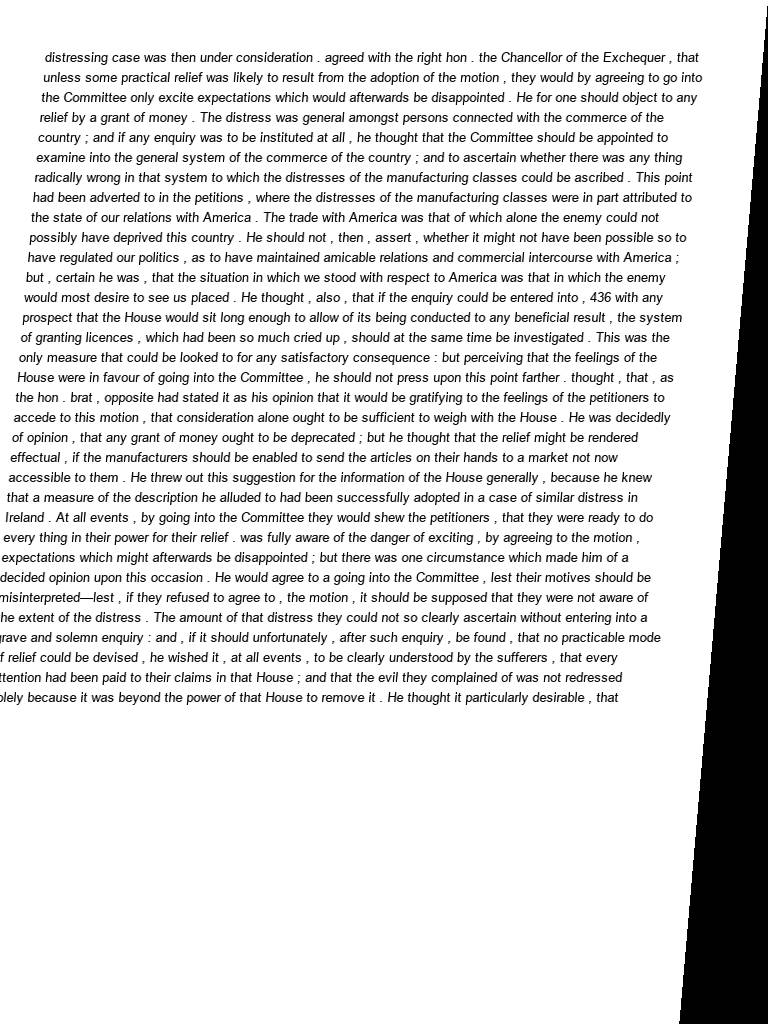 distressing case was then under consideration . agreed with the right hon . the Chancellor of the Exchequer , that
unless some practical relief was likely to result from the adoption of the motion , they would by agreeing to go into
the Committee only excite expectations which would afterwards be disappointed . He for one should object to any
relief by a grant of money . The distress was general amongst persons connected with the commerce of the
country ; and if any enquiry was to be instituted at all , he thought that the Committee should be appointed to
examine into the general system of the commerce of the country ; and to ascertain whether there was any thing
radically wrong in that system to which the distresses of the manufacturing classes could be ascribed . This point
had been adverted to in the petitions , where the distresses of the manufacturing classes were in part attributed to
the state of our relations with America . The trade with America was that of which alone the enemy could not
possibly have deprived this country . He should not , then , assert , whether it might not have been possible so to
have regulated our politics , as to have maintained amicable relations and commercial intercourse with America ;
but , certain he was , that the situation in which we stood with respect to America was that in which the enemy
would most desire to see us placed . He thought , also , that if the enquiry could be entered into , 436 with any
prospect that the House would sit long enough to allow of its being conducted to any beneficial result , the system
of granting licences , which had been so much cried up , should at the same time be investigated . This was the
only measure that could be looked to for any satisfactory consequence : but perceiving that the feelings of the
House were in favour of going into the Committee , he should not press upon this point farther . thought , that , as
the hon . brat , opposite had stated it as his opinion that it would be gratifying to the feelings of the petitioners to
accede to this motion , that consideration alone ought to be sufficient to weigh with the House . He was decidedly
of opinion , that any grant of money ought to be deprecated ; but he thought that the relief might be rendered
effectual , if the manufacturers should be enabled to send the articles on their hands to a market not now
accessible to them . He threw out this suggestion for the information of the House generally , because he knew
that a measure of the description he alluded to had been successfully adopted in a case of similar distress in
Ireland . At all events , by going into the Committee they would shew the petitioners , that they were ready to do
every thing in their power for their relief . was fully aware of the danger of exciting , by agreeing to the motion ,
expectations which might afterwards be disappointed ; but there was one circumstance which made him of a
decided opinion upon this occasion . He would agree to a going into the Committee , lest their motives should be
misinterpreted—lest , if they refused to agree to , the motion , it should be supposed that they were not aware of
the extent of the distress . The amount of that distress they could not so clearly ascertain without entering into a
grave and solemn enquiry : and , if it should unfortunately , after such enquiry , be found , that no practicable mode
f relief could be devised , he wished it , at all events , to be clearly understood by the sufferers , that every
ttention had been paid to their claims in that House ; and that the evil they complained of was not redressed
olely because it was beyond the power of that House to remove it . He thought it particularly desirable , that